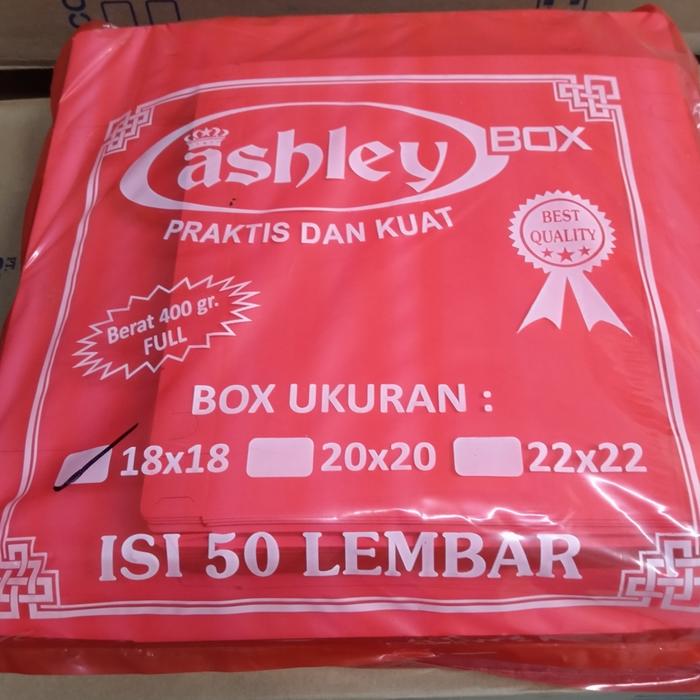 ashley BOX
PRAKTIS DAN KUAT
BEST
QUALITY
Berat 400 gr.
FULL
BOX UKURAN :
18x18 20x20 22x22
ISI 50 LEMBAR